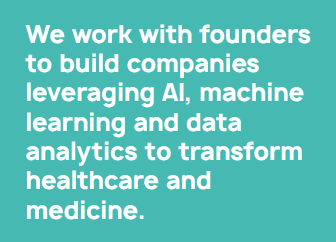 We work with founders
to build companies
leveraging AI, machine
learning and data
analytics to transform
healthcare and
medicine.